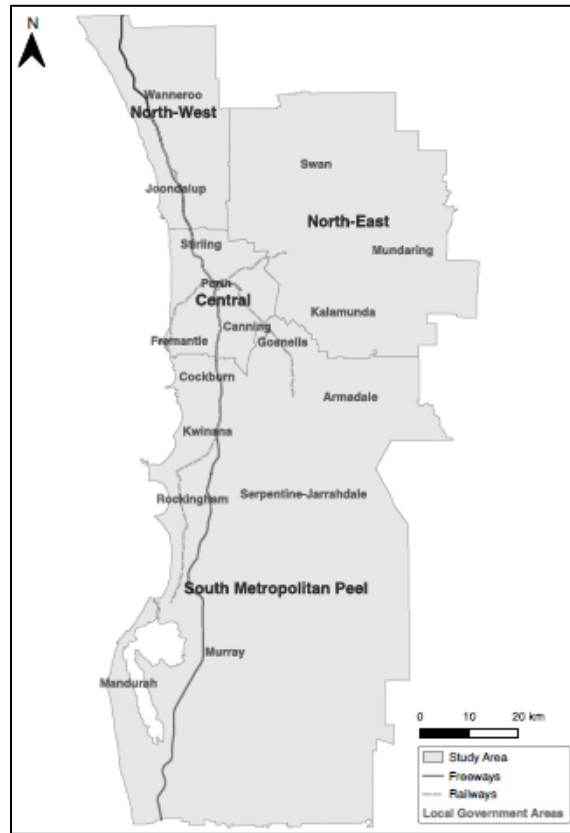 N
Wanneroo
North-West
Swan
Joondalup
North-East
Stirling
Mundaring
Perth
Central
Kalamunda
Canning
Fremantle
Gosnells
Cockburn
Armadale
Kwinana
Rockingham
Serpentine-Jarrahdale
South Metropolitan Peel
Murray
Mandurah
0 10 20 km
Study Area
Freeways
Railways
Local Government Areas